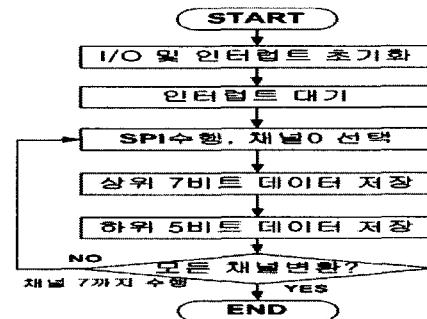 START
I/O 및 인터럽트 초기화
인터럽트 대기
SPI수행, 채널0 선택
상위 7비트 데이터 저장
하위 5비트 데이터 저장
모든 채널변환?
NO
채널 7까지 수행
YES
END